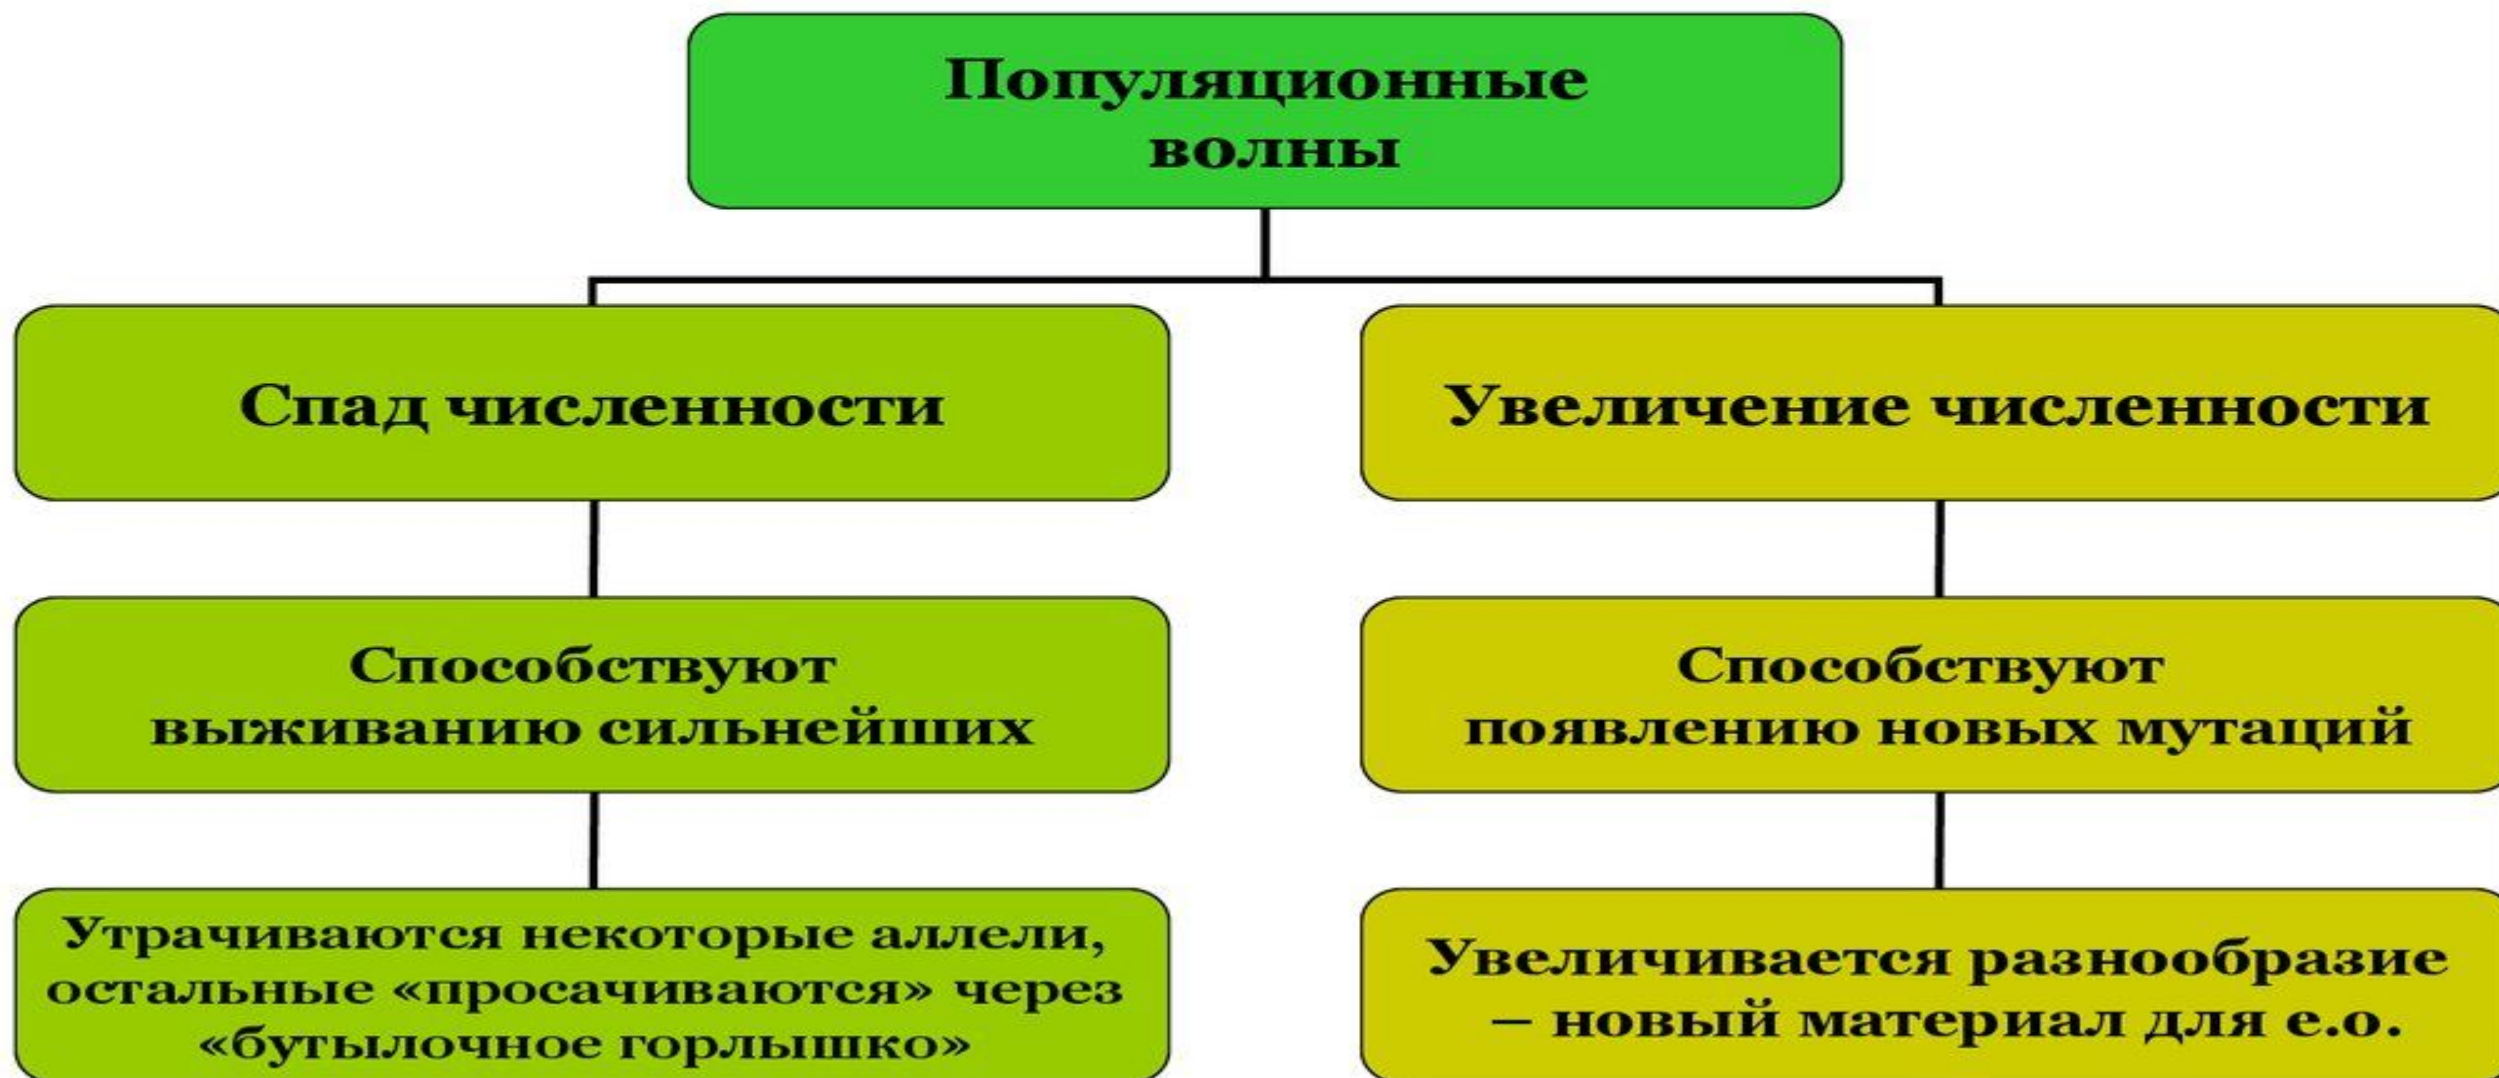 Популяционные
волны
Спад численности
Увеличение численности
Способствуют
выживанию сильнейших
Способствуют
появлению новых мутаций
Утрачиваются некоторые аллели,
остальные «просачиваются» через
«бутылочное горлышко»
Увеличивается разнообразие
– новый материал для е.о.